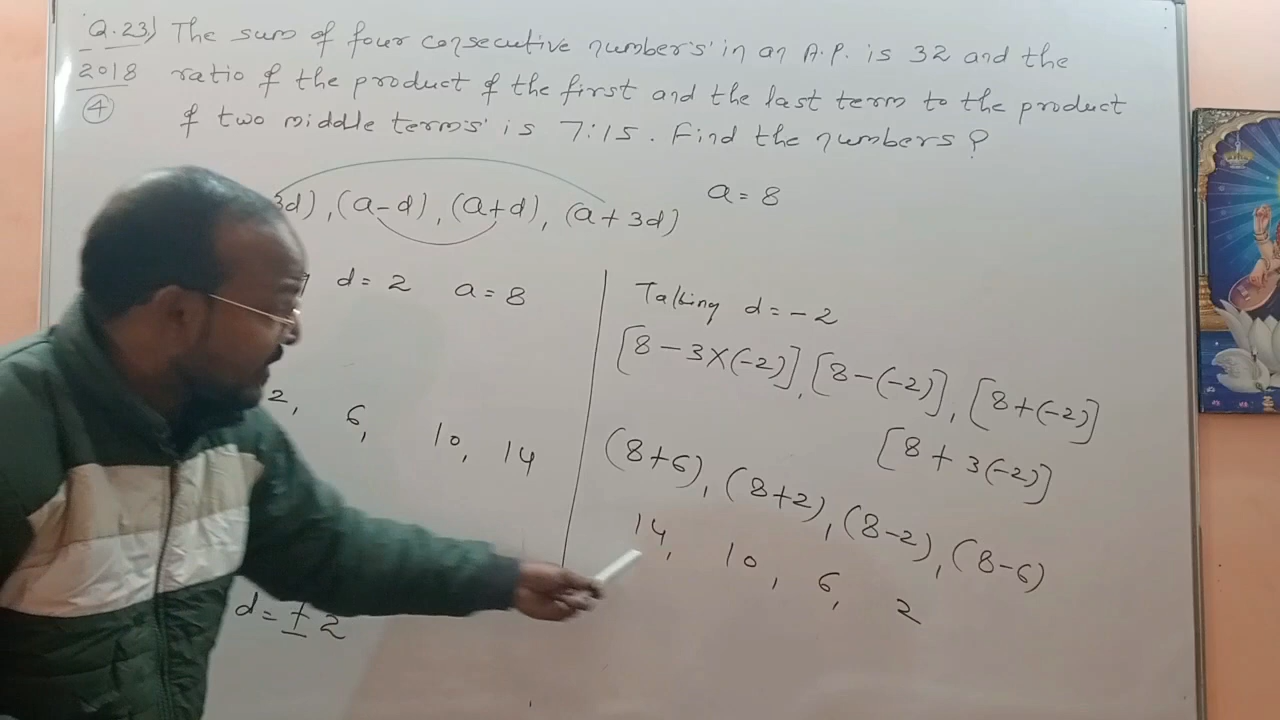 Q.23) The sum of four consecutive numbers in an A.P. is 32 and the
2018 ratio of the product of the first and the last term to the product
4 of two middle terms is 7:15. Find the numbers?
3d), (a-d), (a+d), (a+3d)
a=8
d=2 a=8
2, 6, 10, 14
d=±2
Talking d=-2
[8-3×(-2)], [8-(-2)], [8+(-2)]
[8+3(-2)]
(8+6), (8+2), (8-2), (8-6)
14, 10, 6, 2